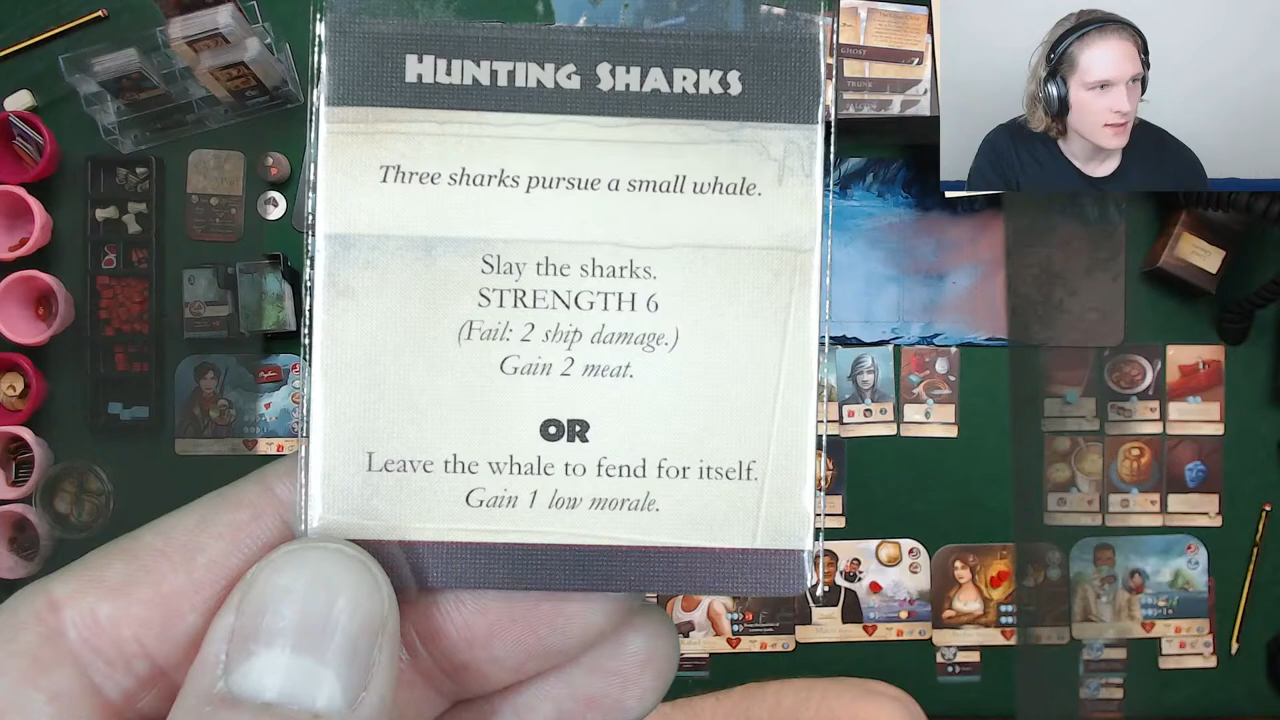 HUNTING SHARKS
Three sharks pursue a small whale.
Slay the sharks.
STRENGTH 6
(Fail: 2 ship damage.)
Gain 2 meat.
OR
Leave the whale to fend for itself.
Gain 1 low morale.
GHOST
TRUNK